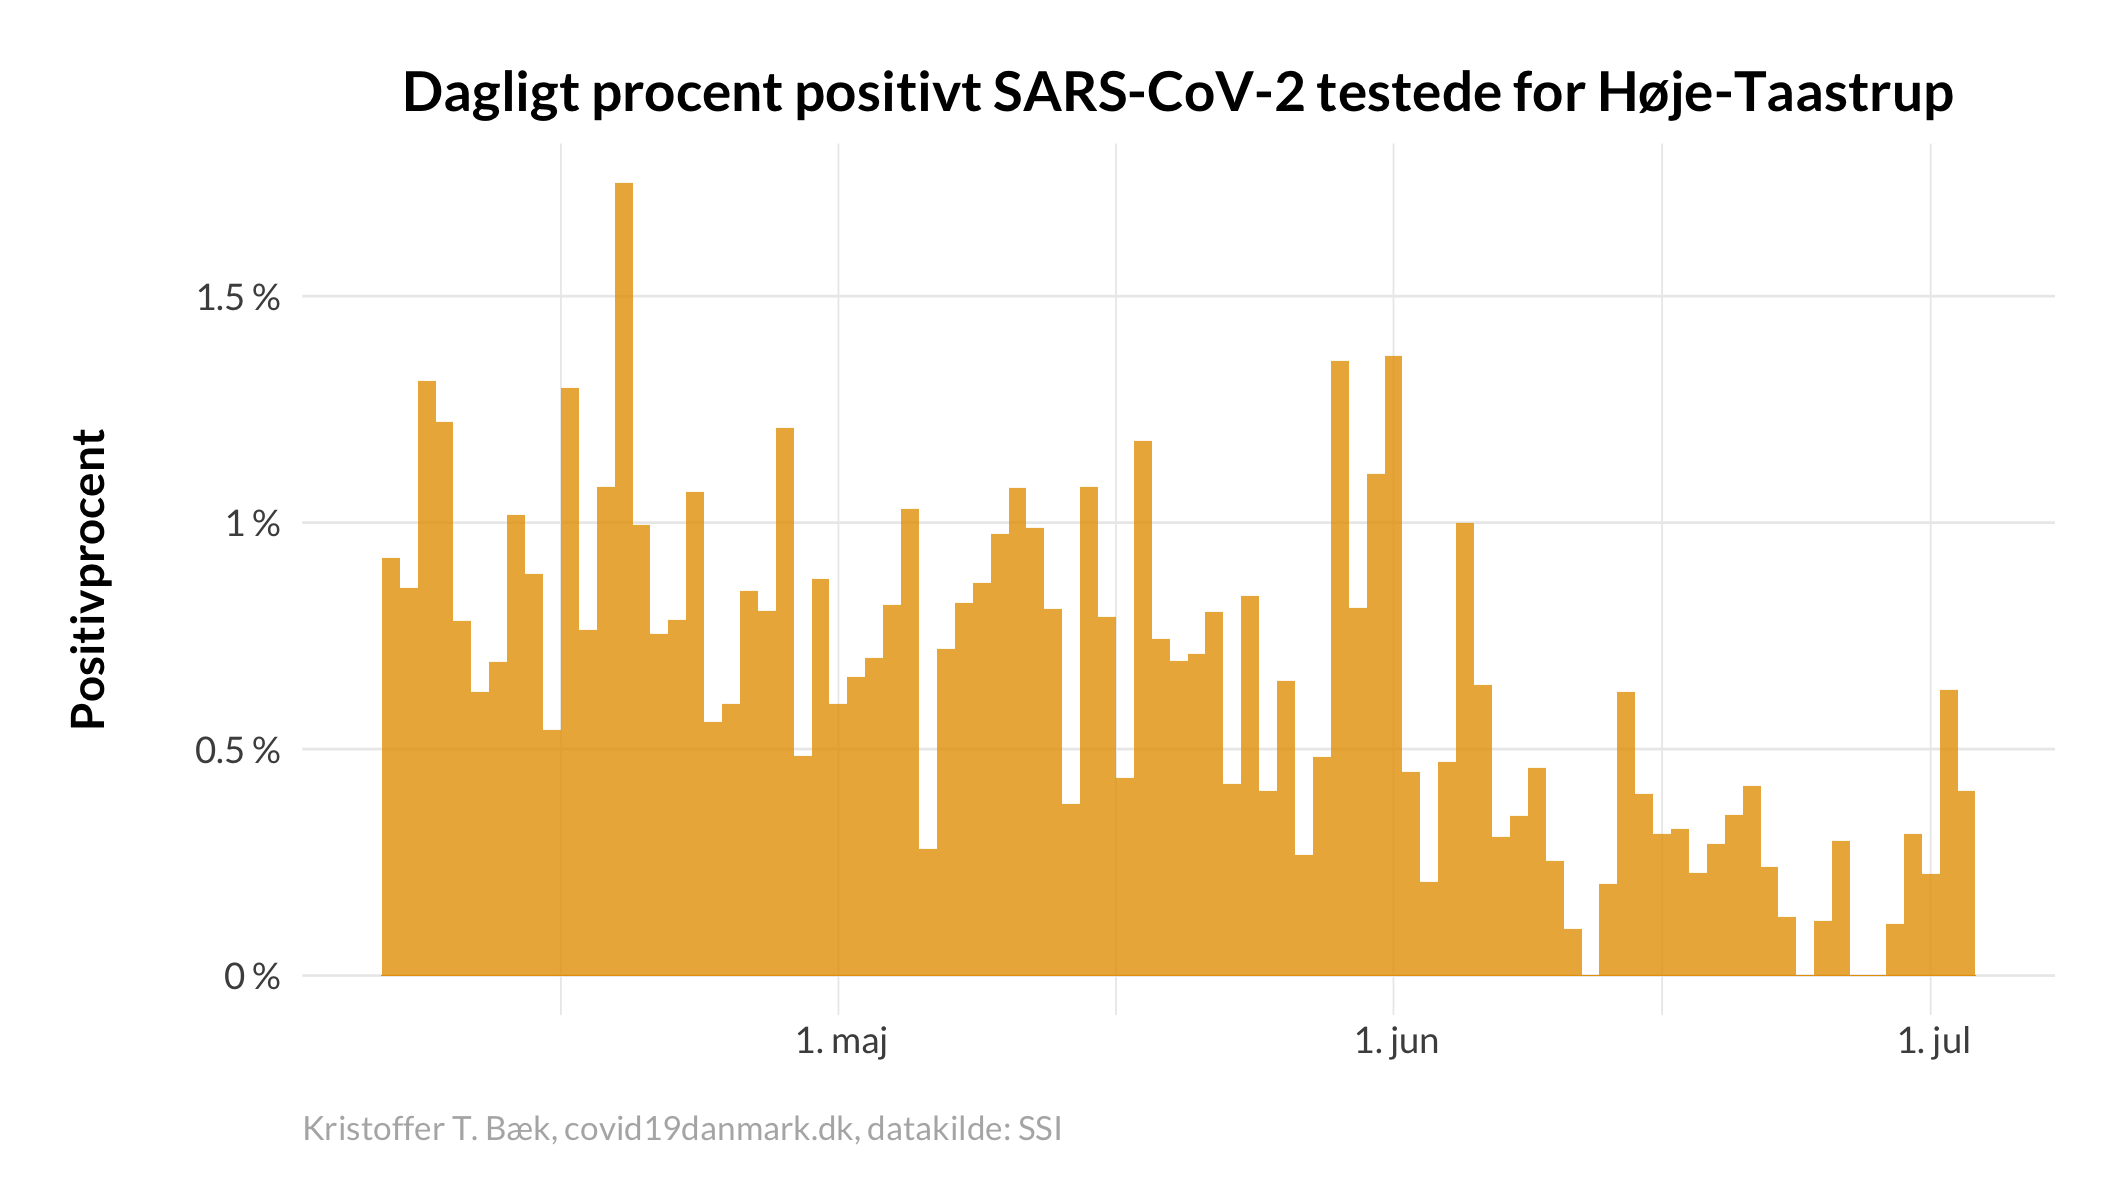 Dagligt procent positivt SARS-CoV-2 testede for Høje-Taastrup
Positivprocent
1.5 %
1 %
0.5 %
0 %
1. maj
1. jun
1. jul
Kristoffer T. Bæk, covid19danmark.dk, datakilde: SSI